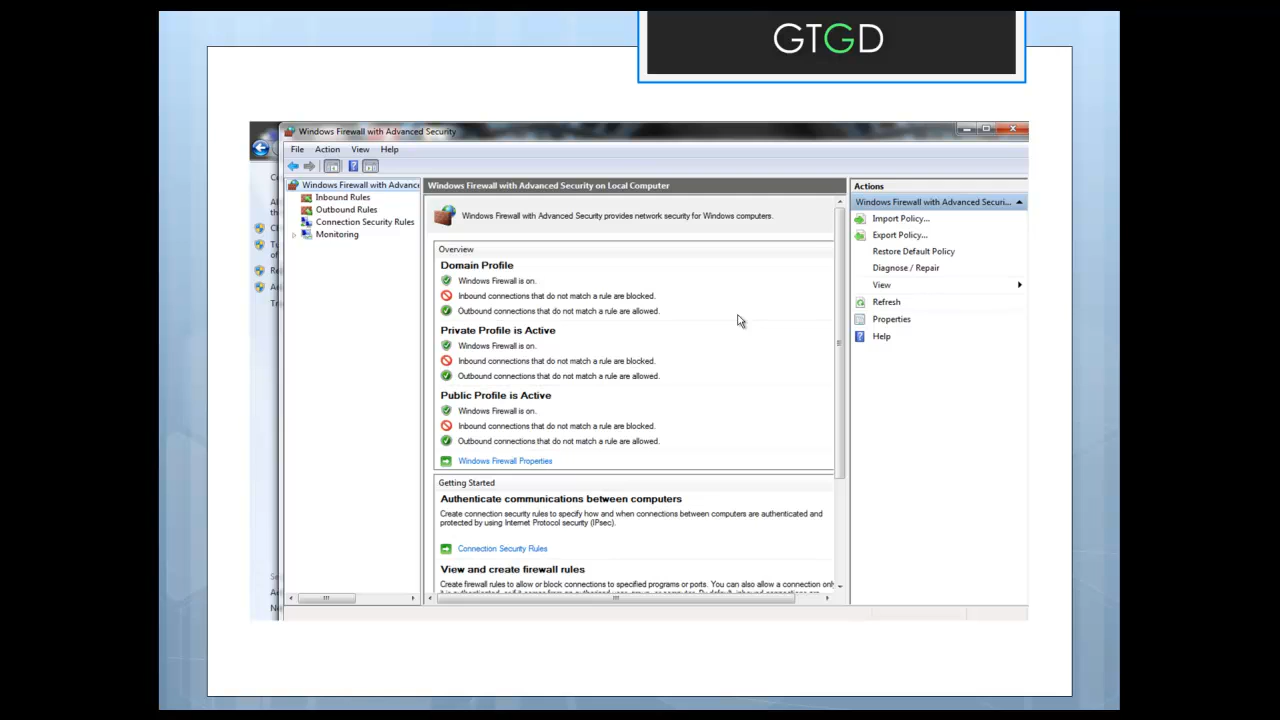 GTGD
Windows Firewall with Advanced Security
File Action View Help
Windows Firewall with Advance
Inbound Rules
Outbound Rules
Connection Security Rules
Monitoring
Windows Firewall with Advanced Security on Local Computer
Windows Firewall with Advanced Security provides network security for Windows computers.
Overview
Domain Profile
Windows Firewall is on.
Inbound connections that do not match a rule are blocked.
Outbound connections that do not match a rule are allowed.
Private Profile is Active
Windows Firewall is on.
Inbound connections that do not match a rule are blocked.
Outbound connections that do not match a rule are allowed.
Public Profile is Active
Windows Firewall is on.
Inbound connections that do not match a rule are blocked.
Outbound connections that do not match a rule are allowed.
Windows Firewall Properties
Getting Started
Authenticate communications between computers
Create connection security rules to specify how and when connections between computers are authenticated and
protected by using Internet Protocol security (IPsec).
Connection Security Rules
View and create firewall rules
Create firewall rules to allow or block connections to specified programs or ports. You can also allow a connection only
Actions
Windows Firewall with Advanced Securi...
Import Policy...
Export Policy...
Restore Default Policy
Diagnose / Repair
View
Refresh
Properties
Help